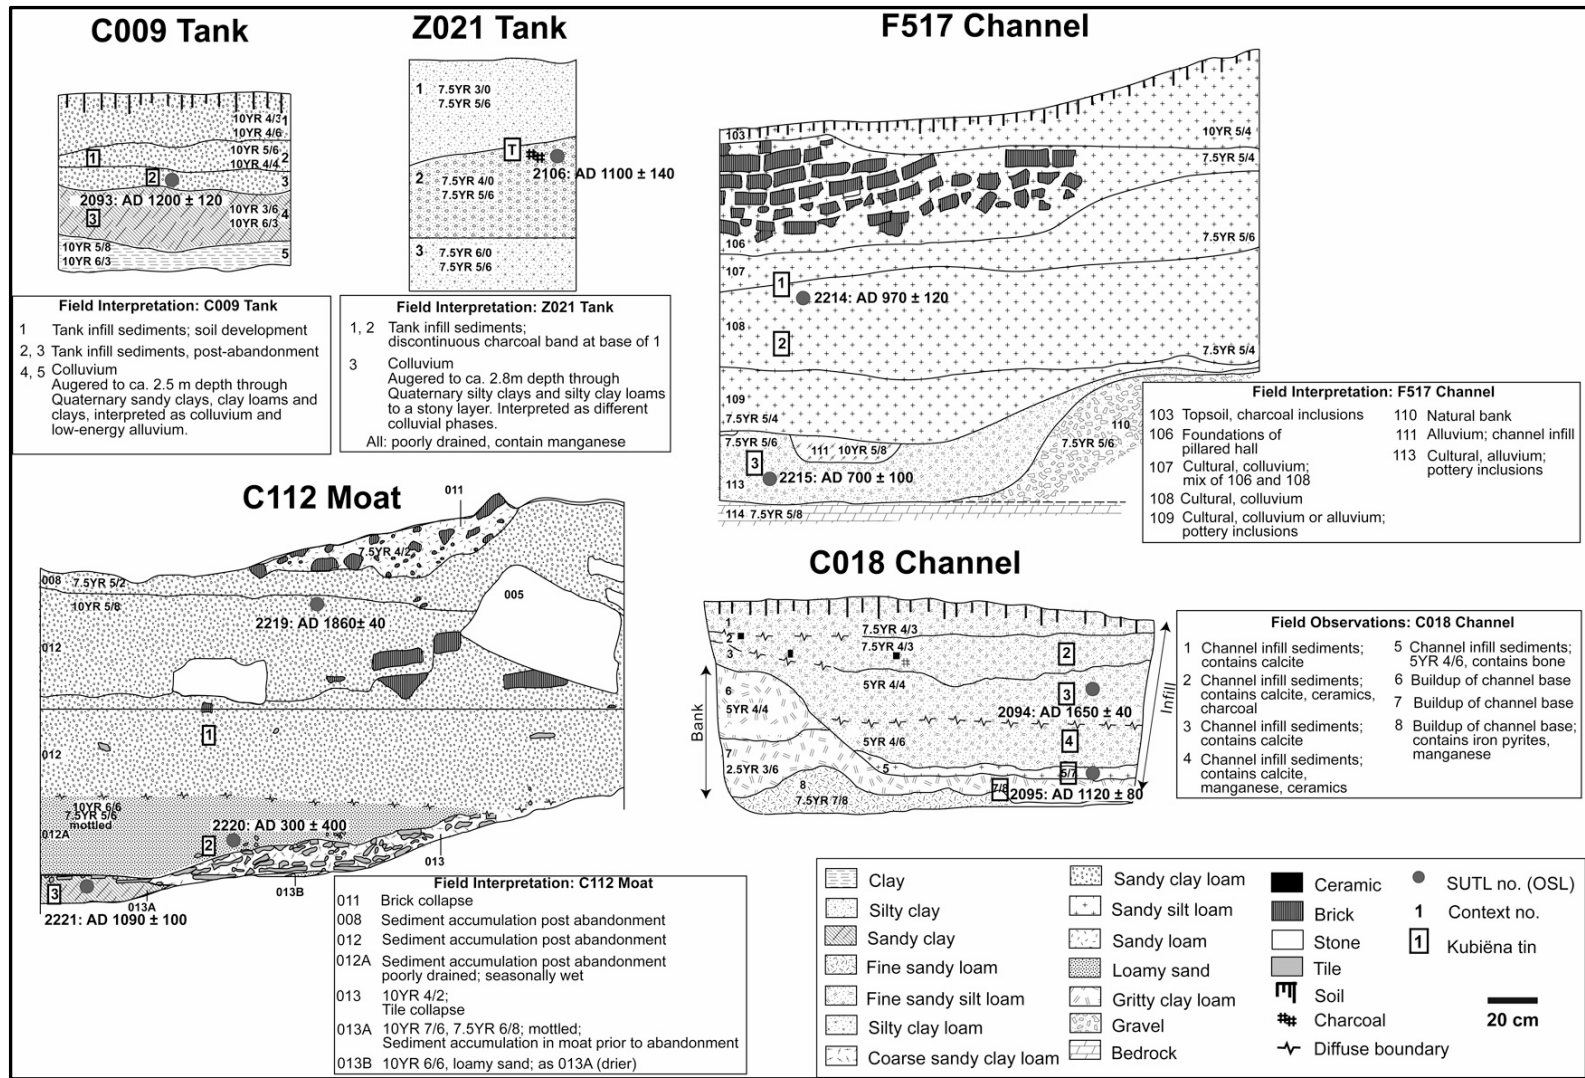 C009 Tank
10YR 4/3
1
10YR 4/6
10YR 5/6
1
10YR 4/4
2
2
3
2093: AD 1200 ± 120
3
10YR 3/6
4
10YR 6/3
10YR 5/8
10YR 6/3
5
Field Interpretation: C009 Tank
1 Tank infill sediments; soil development
2, 3 Tank infill sediments, post-abandonment
4, 5 Colluvium
Augered to ca. 2.5 m depth through
Quaternary sandy clays, clay loams and
clays, interpreted as colluvium and
low-energy alluvium.
Z021 Tank
1
7.5YR 3/0
7.5YR 5/6
T
2106: AD 1100 ± 140
2
7.5YR 4/0
7.5YR 5/6
3
7.5YR 6/0
7.5YR 5/6
Field Interpretation: Z021 Tank
1, 2 Tank infill sediments;
discontinuous charcoal band at base of 1
3 Colluvium
Augered to ca. 2.8m depth through
Quaternary silty clays and silty clay loams
to a stony layer. Interpreted as different
colluvial phases.
All: poorly drained, contain manganese
F517 Channel
103
10YR 5/4
7.5YR 5/4
7.5YR 5/6
106
107
1
2214: AD 970 ± 120
108
2
7.5YR 5/4
109
7.5YR 5/4
7.5YR 5/6
111 10YR 5/8
110
7.5YR 5/6
3
2215: AD 700 ± 100
113
114 7.5YR 5/8
Field Interpretation: F517 Channel
103 Topsoil, charcoal inclusions
106 Foundations of
pillared hall
107 Cultural, colluvium;
mix of 106 and 108
108 Cultural, colluvium
109 Cultural, colluvium or alluvium;
pottery inclusions
110 Natural bank
111 Alluvium; channel infill
113 Cultural, alluvium;
pottery inclusions
C112 Moat
011
7.5YR 4/2
008
7.5YR 5/2
10YR 5/8
005
2219: AD 1860± 40
012
1
012
10YR 6/6
7.5YR 5/6
mottled
012A
2220: AD 300 ± 400
2
013
3
013A
013B
2221: AD 1090 ± 100
Field Interpretation: C112 Moat
011 Brick collapse
008 Sediment accumulation post abandonment
012 Sediment accumulation post abandonment
012A Sediment accumulation post abandonment
poorly drained; seasonally wet
013 10YR 4/2;
Tile collapse
013A 10YR 7/6, 7.5YR 6/8; mottled;
Sediment accumulation in moat prior to abandonment
013B 10YR 6/6, loamy sand; as 013A (drier)
C018 Channel
1
7.5YR 4/3
2
7.5YR 4/3
3
2
5YR 4/4
3
2094: AD 1650 ± 40
6
5YR 4/4
5YR 4/6
4
Bank
Infill
7
2.5YR 3/6
5
5/7
8
7.5YR 7/8
7/8
2095: AD 1120 ± 80
Field Observations: C018 Channel
1 Channel infill sediments;
contains calcite
2 Channel infill sediments;
contains calcite, ceramics,
charcoal
3 Channel infill sediments;
contains calcite
4 Channel infill sediments;
contains calcite,
manganese, ceramics
5 Channel infill sediments;
5YR 4/6, contains bone
6 Buildup of channel base
7 Buildup of channel base
8 Buildup of channel base;
contains iron pyrites,
manganese
Clay
Silty clay
Sandy clay
Fine sandy loam
Fine sandy silt loam
Silty clay loam
Coarse sandy clay loam
Sandy clay loam
Sandy silt loam
Sandy loam
Loamy sand
Gritty clay loam
Gravel
Bedrock
Ceramic
Brick
Stone
Tile
Soil
Charcoal
Diffuse boundary
SUTL no. (OSL)
1 Context no.
1 Kubiëna tin
20 cm